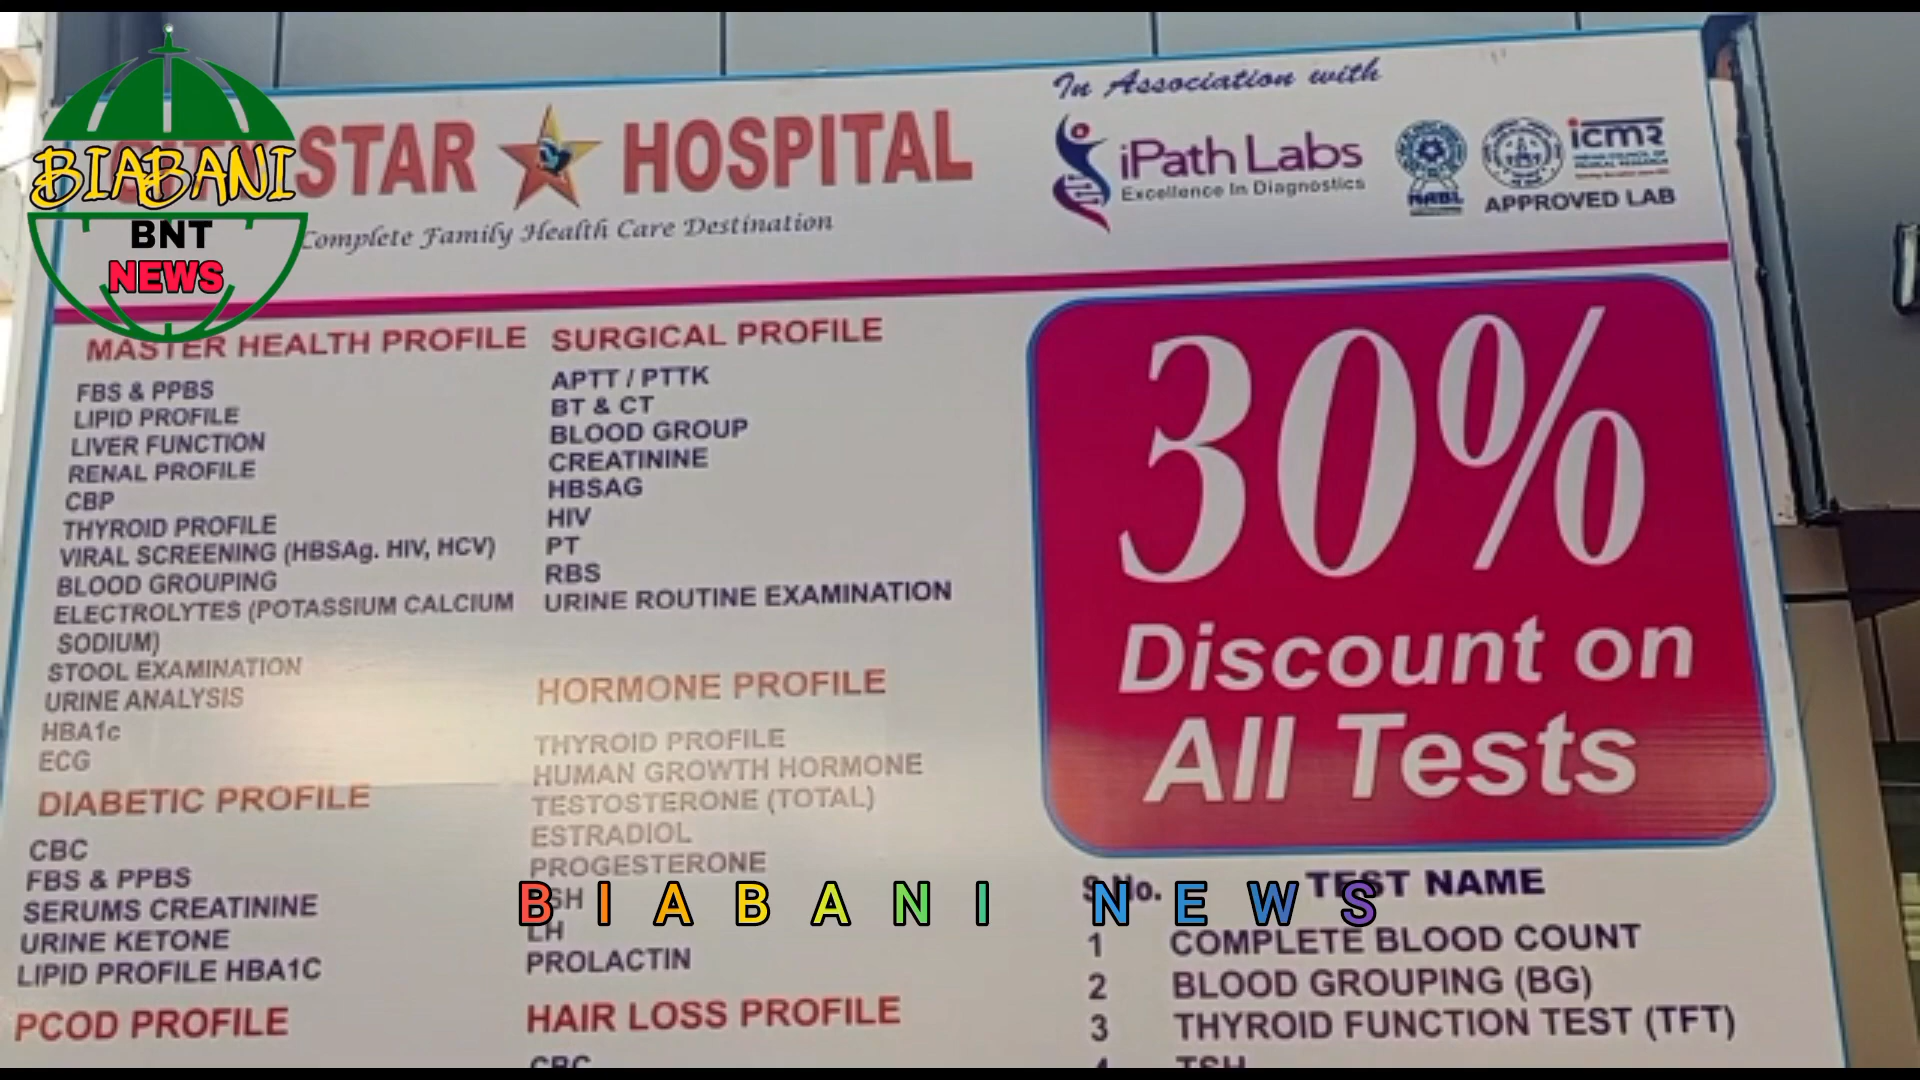 BIABANI
BNT
NEWS
STAR HOSPITAL
Complete Family Health Care Destination
In Association with
iPath Labs
Excellence In Diagnostics
NABL
icmr
APPROVED LAB
MASTER HEALTH PROFILE
FBS & PPBS
LIPID PROFILE
LIVER FUNCTION
RENAL PROFILE
CBP
THYROID PROFILE
VIRAL SCREENING (HBSAg. HIV, HCV)
BLOOD GROUPING
ELECTROLYTES (POTASSIUM CALCIUM
SODIUM)
STOOL EXAMINATION
URINE ANALYSIS
HBA1c
ECG
DIABETIC PROFILE
CBC
FBS & PPBS
SERUMS CREATININE
URINE KETONE
LIPID PROFILE HBA1C
PCOD PROFILE
SURGICAL PROFILE
APTT / PTTK
BT & CT
BLOOD GROUP
CREATININE
HBSAG
HIV
PT
RBS
URINE ROUTINE EXAMINATION
HORMONE PROFILE
THYROID PROFILE
HUMAN GROWTH HORMONE
TESTOSTERONE (TOTAL)
ESTRADIOL
PROGESTERONE
LH
PROLACTIN
HAIR LOSS PROFILE
CBC
30%
Discount on
All Tests
S.No. TEST NAME
1 COMPLETE BLOOD COUNT
2 BLOOD GROUPING (BG)
3 THYROID FUNCTION TEST (TFT)
4 TSH
BIABANI NEWS